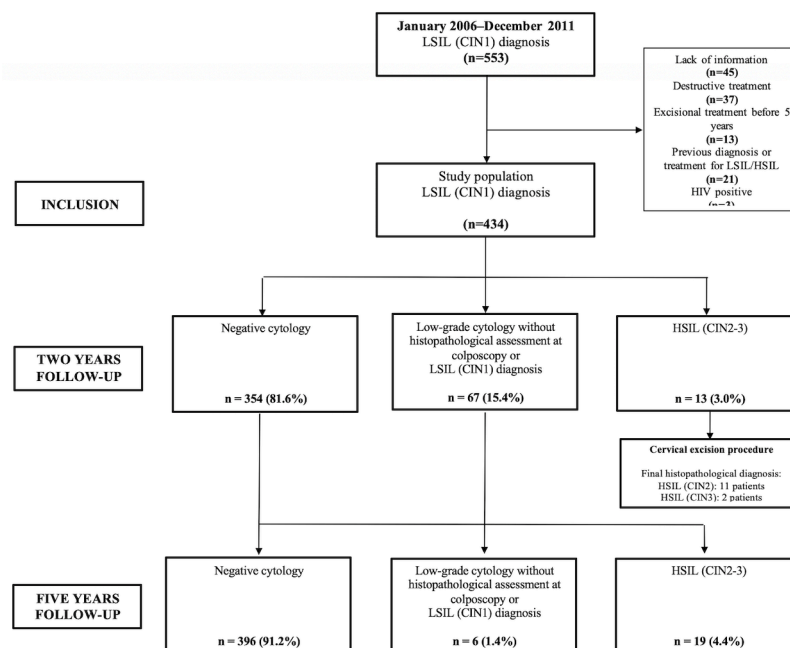 January 2006–December 2011
LSIL (CIN1) diagnosis
(n=553)
Lack of information
(n=45)
Destructive treatment
(n=37)
Excisional treatment before 5
years
(n=13)
Previous diagnosis or
treatment for LSIL/HSIL
(n=21)
HIV positive
INCLUSION
Study population
LSIL (CIN1) diagnosis
(n=434)
TWO YEARS
FOLLOW-UP
Negative cytology
n = 354 (81.6%)
Low-grade cytology without
histopathological assessment at
colposcopy or
LSIL (CIN1) diagnosis
n = 67 (15.4%)
HSIL (CIN2-3)
n = 13 (3.0%)
Cervical excision procedure
Final histopathological diagnosis:
HSIL (CIN2): 11 patients
HSIL (CIN3): 2 patients
FIVE YEARS
FOLLOW-UP
Negative cytology
n = 396 (91.2%)
Low-grade cytology without
histopathological assessment at
colposcopy or
LSIL (CIN1) diagnosis
n = 6 (1.4%)
HSIL (CIN2-3)
n = 19 (4.4%)